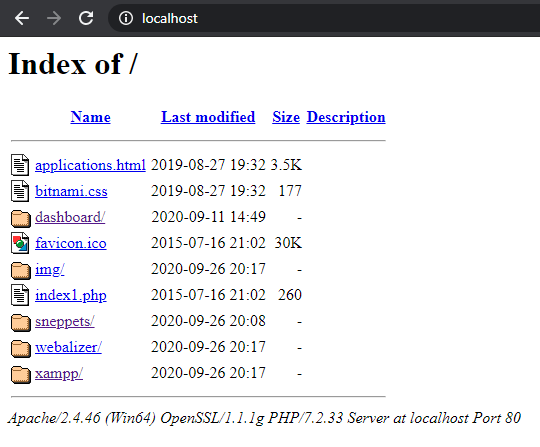 localhost
Index of /
Name Last modified Size Description
applications.html 2019-08-27 19:32 3.5K
bitnami.css 2019-08-27 19:32 177
dashboard/ 2020-09-11 14:49 -
favicon.ico 2015-07-16 21:02 30K
img/ 2020-09-26 20:17 -
index1.php 2015-07-16 21:02 260
sneppets/ 2020-09-26 20:08 -
webalizer/ 2020-09-26 20:17 -
xampp/ 2020-09-26 20:17 -
Apache/2.4.46 (Win64) OpenSSL/1.1.1g PHP/7.2.33 Server at localhost Port 80